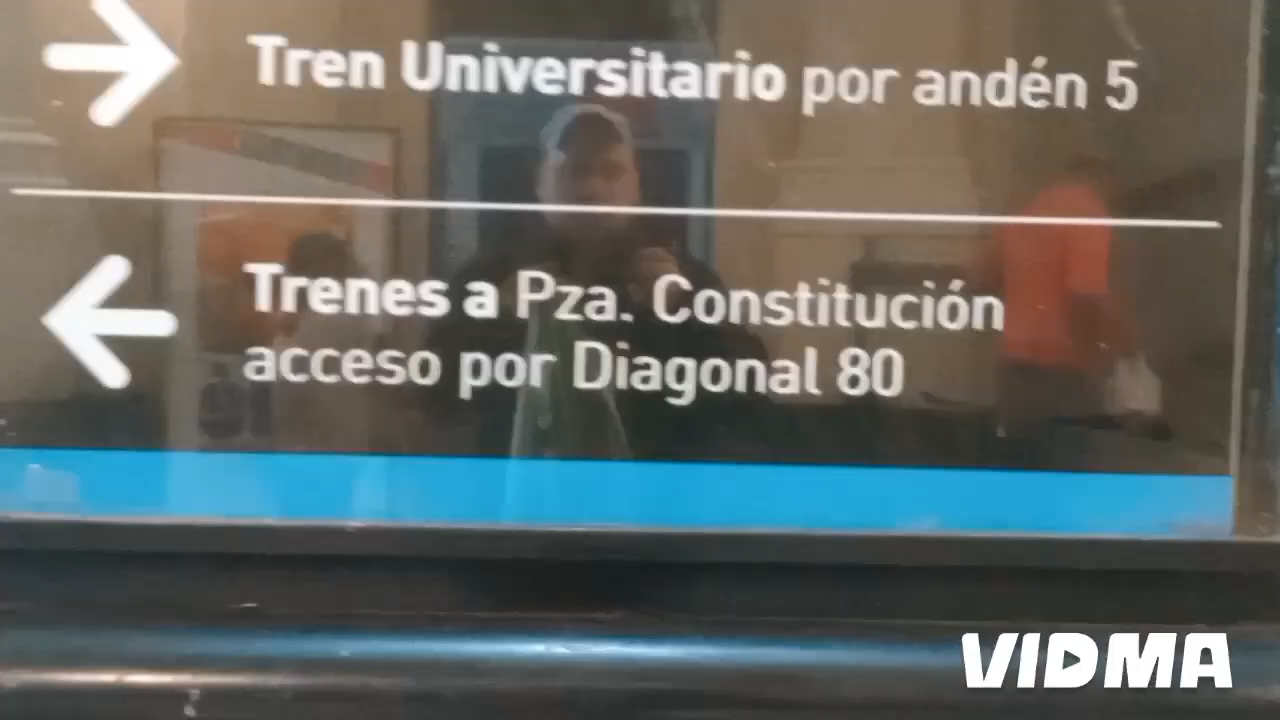 Tren Universitario por andén 5
Trenes a Pza. Constitución
acceso por Diagonal 80
VIDMA